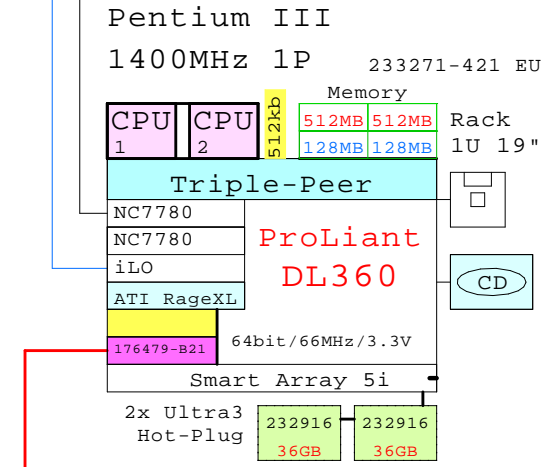 Pentium III
1400MHz 1P
233271-421 EU
Memory
CPU
1
CPU
2
512kb
512MB 512MB
128MB 128MB
Rack
1U 19"
Triple-Peer
NC7780
NC7780
iLO
ATI RageXL
176479-B21
ProLiant
DL360
CD
64bit/66MHz/3.3V
Smart Array 5i
2x Ultra3
Hot-Plug
232916
36GB
232916
36GB